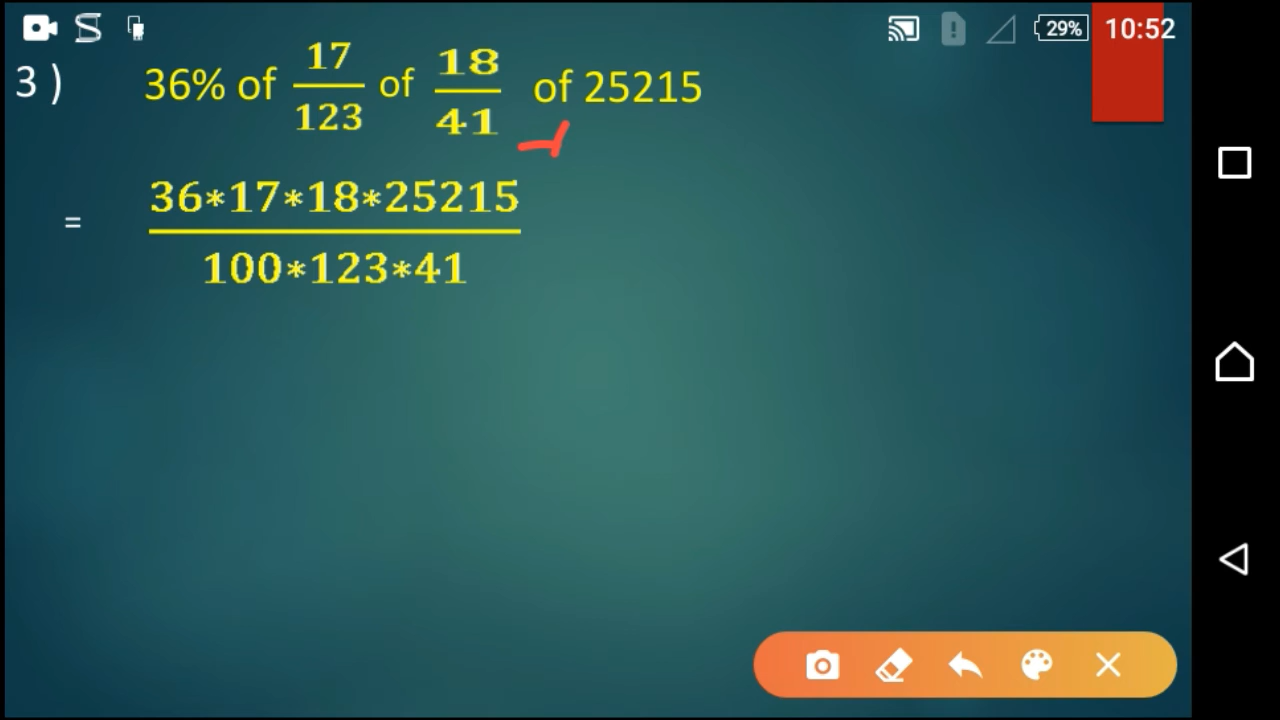 29% 10:52
3 ) 36% of 17/123 of 18/41 of 25215
= 36*17*18*25215
100*123*41